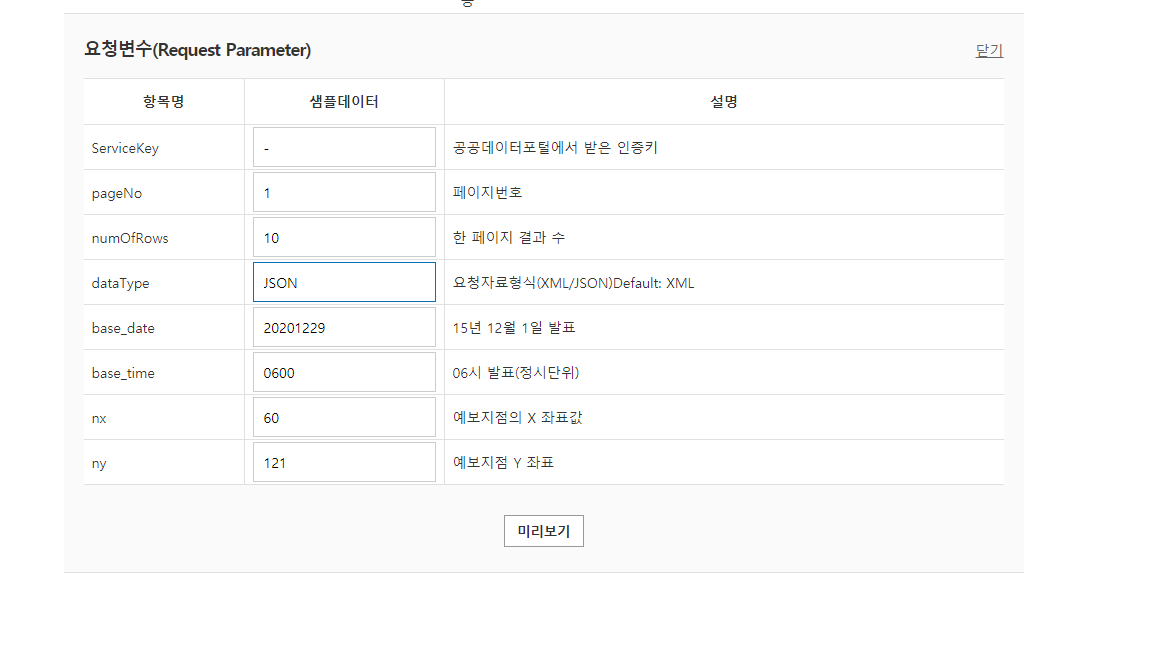 요청변수(Request Parameter)
닫기
항목명 샘플데이터 설명
ServiceKey - 공공데이터포털에서 받은 인증키
pageNo 1 페이지번호
numOfRows 10 한 페이지 결과 수
dataType JSON 요청자료형식(XML/JSON)Default: XML
base_date 20201229 15년 12월 1일 발표
base_time 0600 06시 발표(정시단위)
nx 60 예보지점의 X 좌표값
ny 121 예보지점 Y 좌표
미리보기